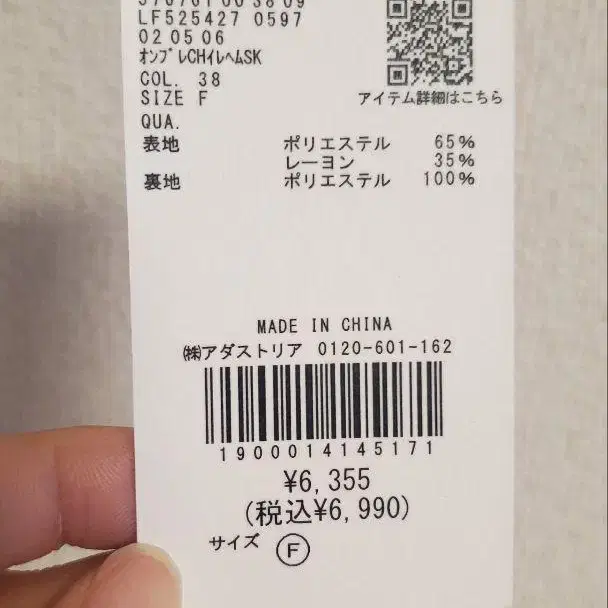 LF525427 0597
02 05 06
ｵﾝﾌﾞﾚCHｲﾚﾍﾑSK
COL. 38
SIZE F
アイテム詳細はこちら
QUA.
表地 ポリエステル 65%
レーヨン 35%
裏地 ポリエステル 100%
MADE IN CHINA
㈱アダストリア 0120-601-162
1900014145171
¥6,355
(税込¥6,990)
サイズ Ⓕ